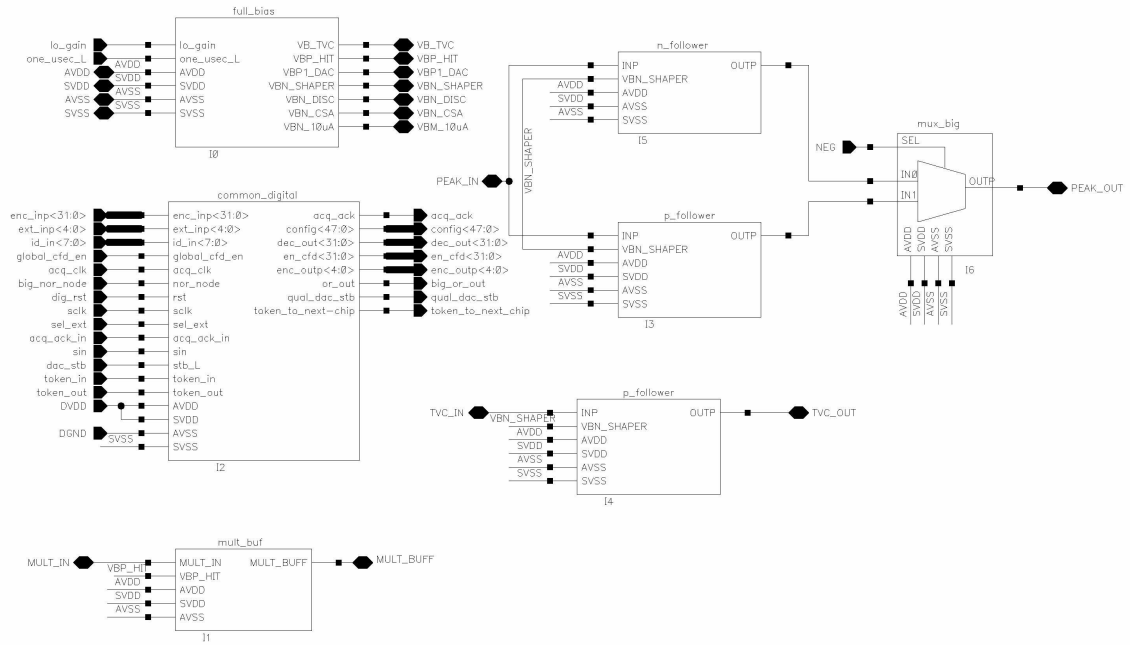 full_bias
lo_gain lo_gain VB_TVC VB_TVC
one_usec_L one_usec_L VBP_HIT VBP_HIT
AVDD AVDD AVDD VBP1_DAC VBP1_DAC
SVDD SVDD SVDD VBN_SHAPER VBN_SHAPER
AVSS AVSS AVSS VBN_DISC VBN_DISC
SVSS SVSS SVSS VBN_CSA VBN_CSA
VBN_10uA VBM_10uA
I0
common_digital
enc_inp<31:0> enc_inp<31:0> acq_ack acq_ack
ext_inp<4:0> ext_inp<4:0> config<47:0> config<47:0>
id_in<7:0> id_in<7:0> dec_out<31:0> dec_out<31:0>
global_cfd_en global_cfd_en en_cfd<31:0> en_cfd<31:0>
acq_clk acq_clk enc_outp<4:0> enc_outp<4:0>
big_nor_node nor_node or_out big_or_out
dig_rst rst qual_dac_stb qual_dac_stb
sclk sclk token_to_next-chip token_to_next_chip
sel_ext sel_ext
acq_ack_in acq_ack_in
sin sin
dac_stb stb_L
token_in token_in
token_out token_out
DVDD AVDD
SVDD
DGND AVSS
SVSS SVSS
I2
mult_buf
MULT_IN MULT_IN MULT_BUFF MULT_BUFF
VBP_HIT VBP_HIT
AVDD AVDD
SVDD SVDD
AVSS AVSS
I1
n_follower
INP OUTP
VBN_SHAPER
AVDD AVDD
SVDD SVDD
AVSS AVSS
SVSS
I5
PEAK_IN
VBN_SHAPER
p_follower
INP OUTP
VBN_SHAPER
AVDD AVDD
SVDD SVDD
AVSS AVSS
SVSS SVSS
I3
mux_big
NEG SEL
IN0
IN1
OUTP PEAK_OUT
AVDD SVDD AVSS SVSS
I6
AVDD SVDD AVSS SVSS
p_follower
TVC_IN INP OUTP TVC_OUT
VBN_SHAPER VBN_SHAPER
AVDD AVDD
SVDD SVDD
AVSS AVSS
SVSS SVSS
I4